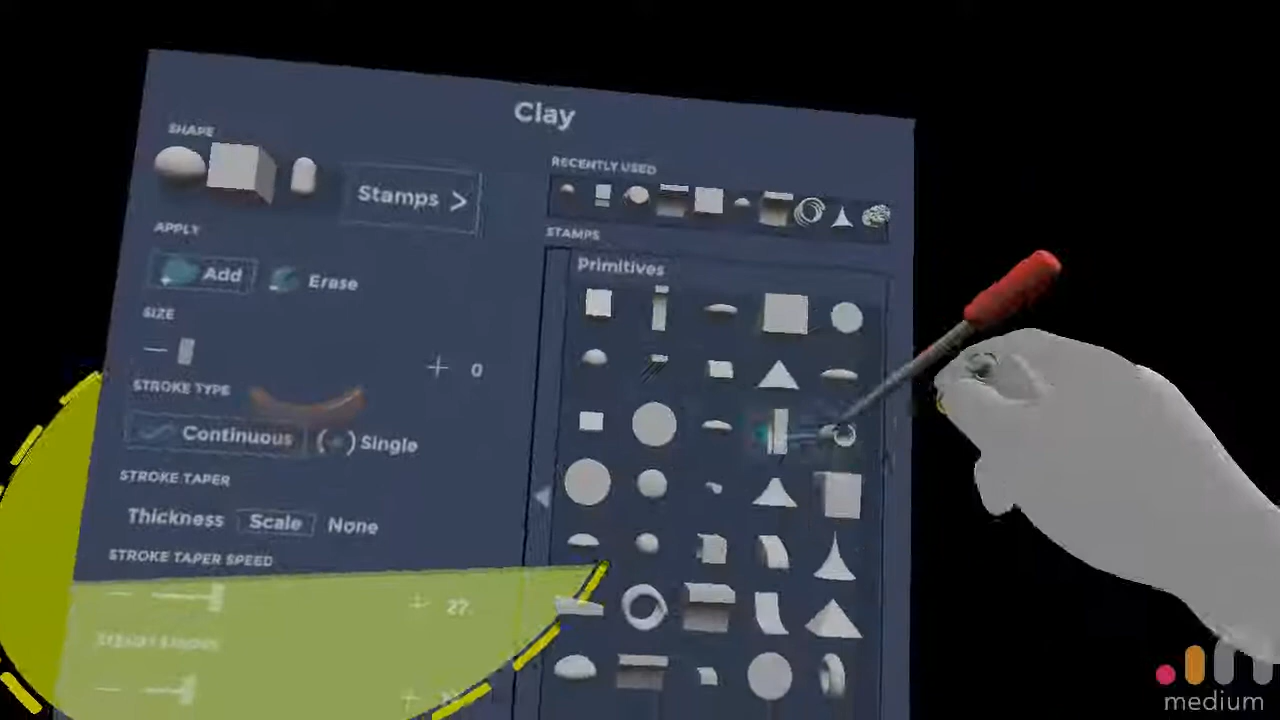 Clay
SHAPE
Stamps >
APPLY
Add
Erase
SIZE
0
STROKE TYPE
Continuous
Single
STROKE TAPER
Thickness
Scale
None
STROKE TAPER SPEED
27
RECENTLY USED
STAMPS
Primitives
medium